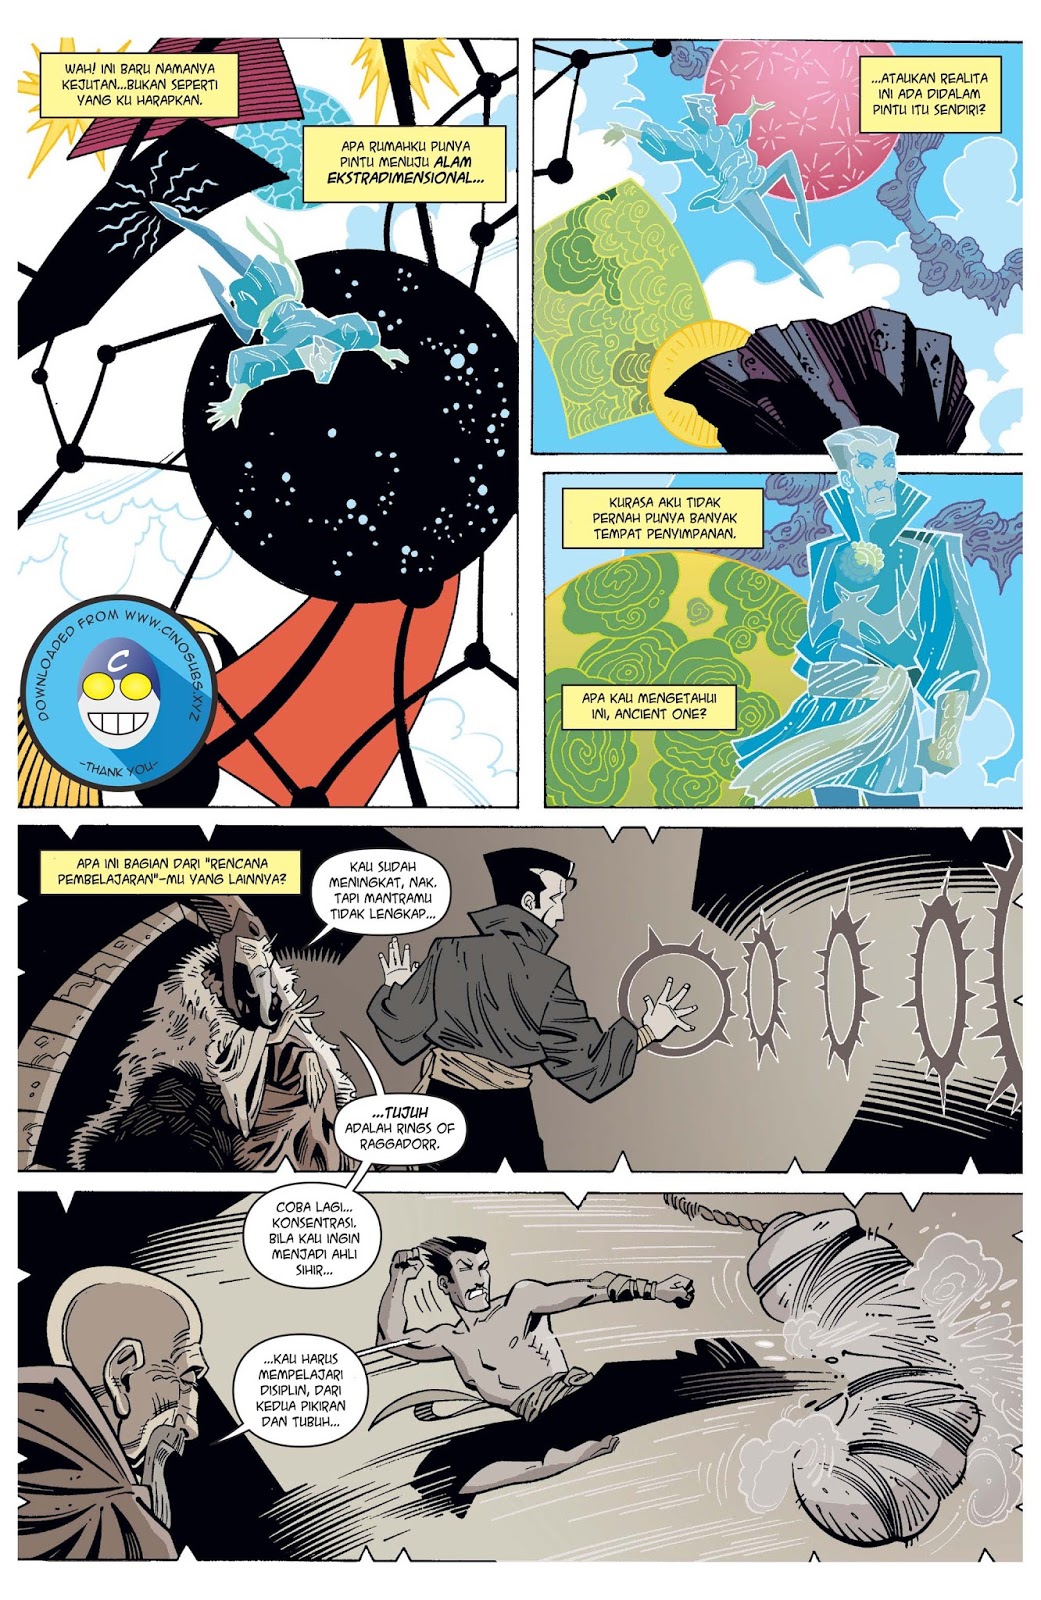 WAH! INI BARU NAMANYA
KEJUTAN...BUKAN SEPERTI
YANG KU HARAPKAN.
APA RUMAHKU PUNYA
PINTU MENUJU ALAM
EKSTRADIMENSIONAL...
...ATAUKAN REALITA
INI ADA DIDALAM
PINTU ITU SENDIRI?
KURASA AKU TIDAK
PERNAH PUNYA BANYAK
TEMPAT PENYIMPANAN.
APA KAU MENGETAHUI
INI, ANCIENT ONE?
DOWNLOADED FROM WWW.CINOSUBS.XYZ
C
-THANK YOU-
APA INI BAGIAN DARI "RENCANA
PEMBELAJARAN"-MU YANG LAINNYA?
KAU SUDAH
MENINGKAT, NAK.
TAPI MANTRAMU
TIDAK LENGKAP...
...TUJUH
ADALAH RINGS OF
RAGGADORR.
COBA LAGI...
KONSENTRASI.
BILA KAU INGIN
MENJADI AHLI
SIHIR...
...KAU HARUS
MEMPELAJARI
DISIPLIN, DARI
KEDUA PIKIRAN
DAN TUBUH...